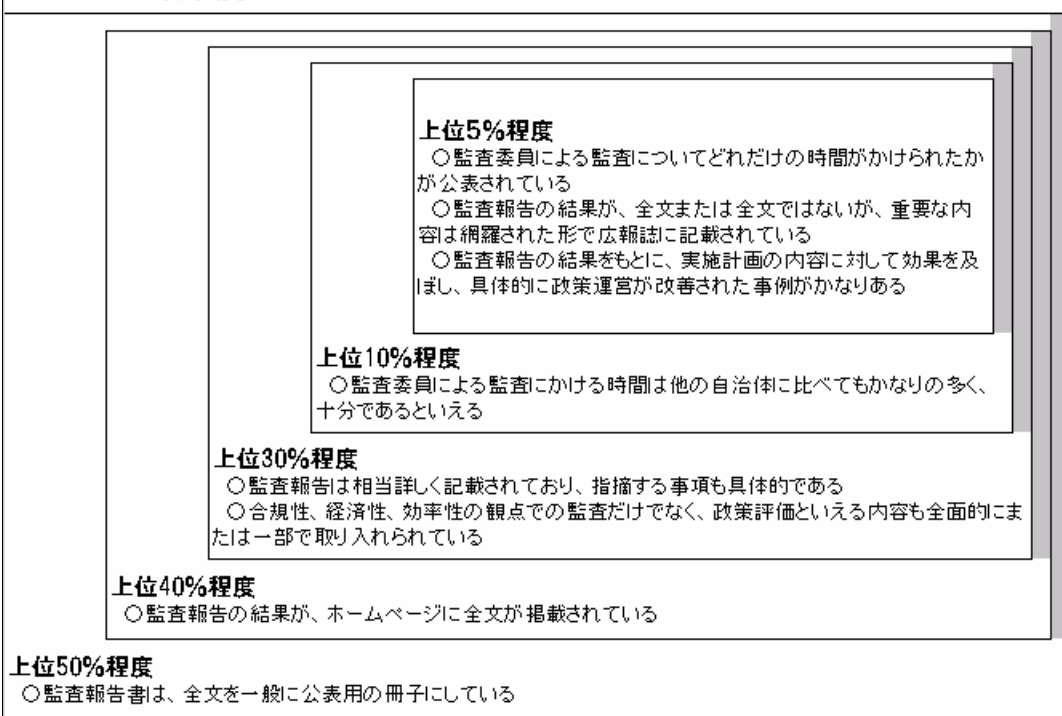 上位5%程度
○監査委員による監査についてどれだけの時間がかけられたか
が公表されている
○監査報告の結果が、全文または全文ではないが、重要な内
容は網羅された形で広報誌に記載されている
○監査報告の結果をもとに、実施計画の内容に対して効果を及
ぼし、具体的に政策運営が改善された事例がかなりある
上位10%程度
○監査委員による監査にかける時間は他の自治体に比べてもかなりの多く、
十分であるといえる
上位30%程度
○監査報告は相当詳しく記載されており、指摘する事項も具体的である
○合規性、経済性、効率性の観点での監査だけでなく、政策評価といえる内容も全面的にま
たは一部で取り入れられている
上位40%程度
○監査報告の結果が、ホームページに全文が掲載されている
上位50%程度
○監査報告書は、全文を一般に公表用の冊子にしている